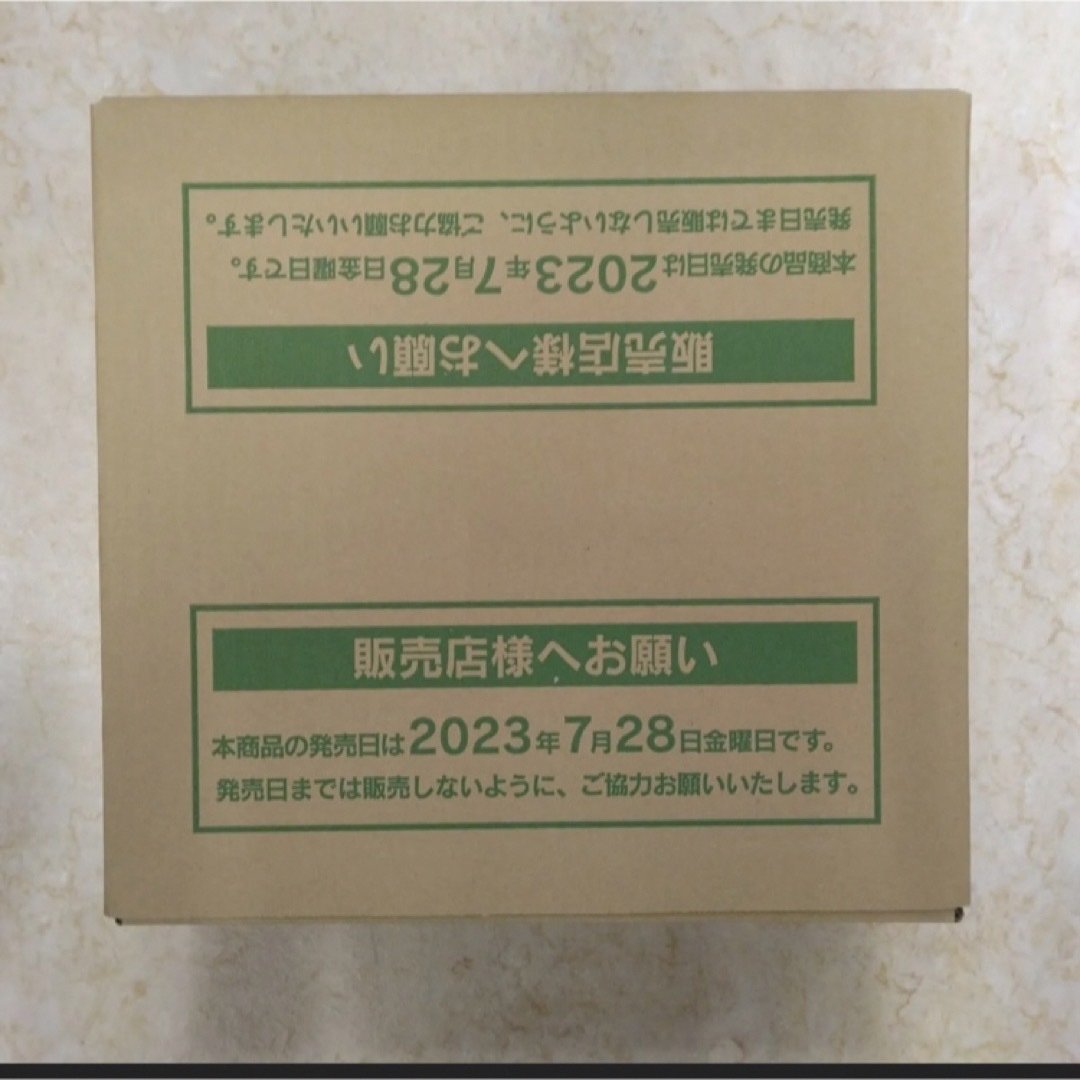 販売店様へお願い
本商品の発売日は2023年7月28日金曜日です。
発売日までは販売しないように、ご協力お願いいたします。
販売店様へお願い
本商品の発売日は2023年7月28日金曜日です。
発売日までは販売しないように、ご協力お願いいたします。